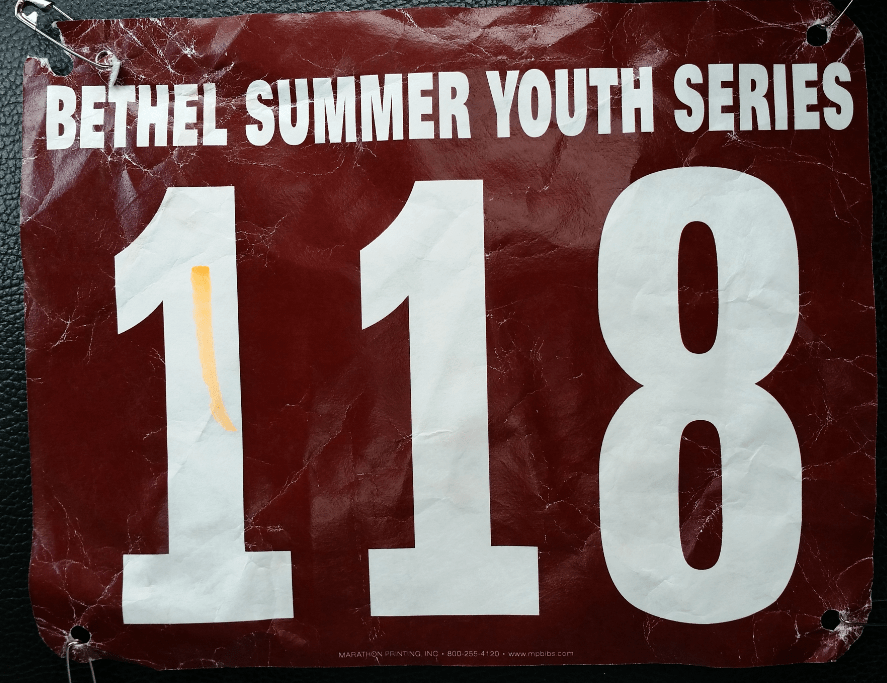 BETHEL SUMMER YOUTH SERIES
118
MARATHON PRINTING, INC • 800-255-4120 • www.mpbibs.com